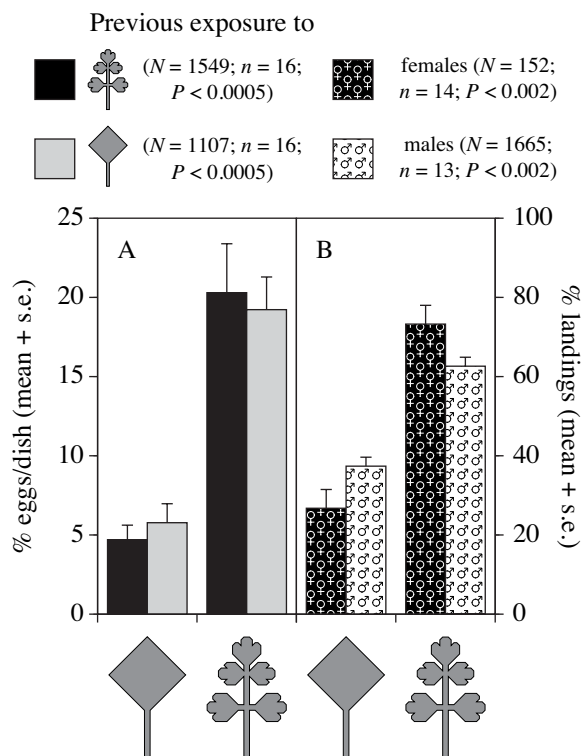 Previous exposure to
(N = 1549; n = 16;
P < 0.0005)
females (N = 152;
n = 14; P < 0.002)
(N = 1107; n = 16;
P < 0.0005)
males (N = 1665;
n = 13; P < 0.002)
25
20
15
10
5
0
% eggs/dish (mean + s.e.)
A
B
100
80
60
40
20
0
% landings (mean + s.e.)